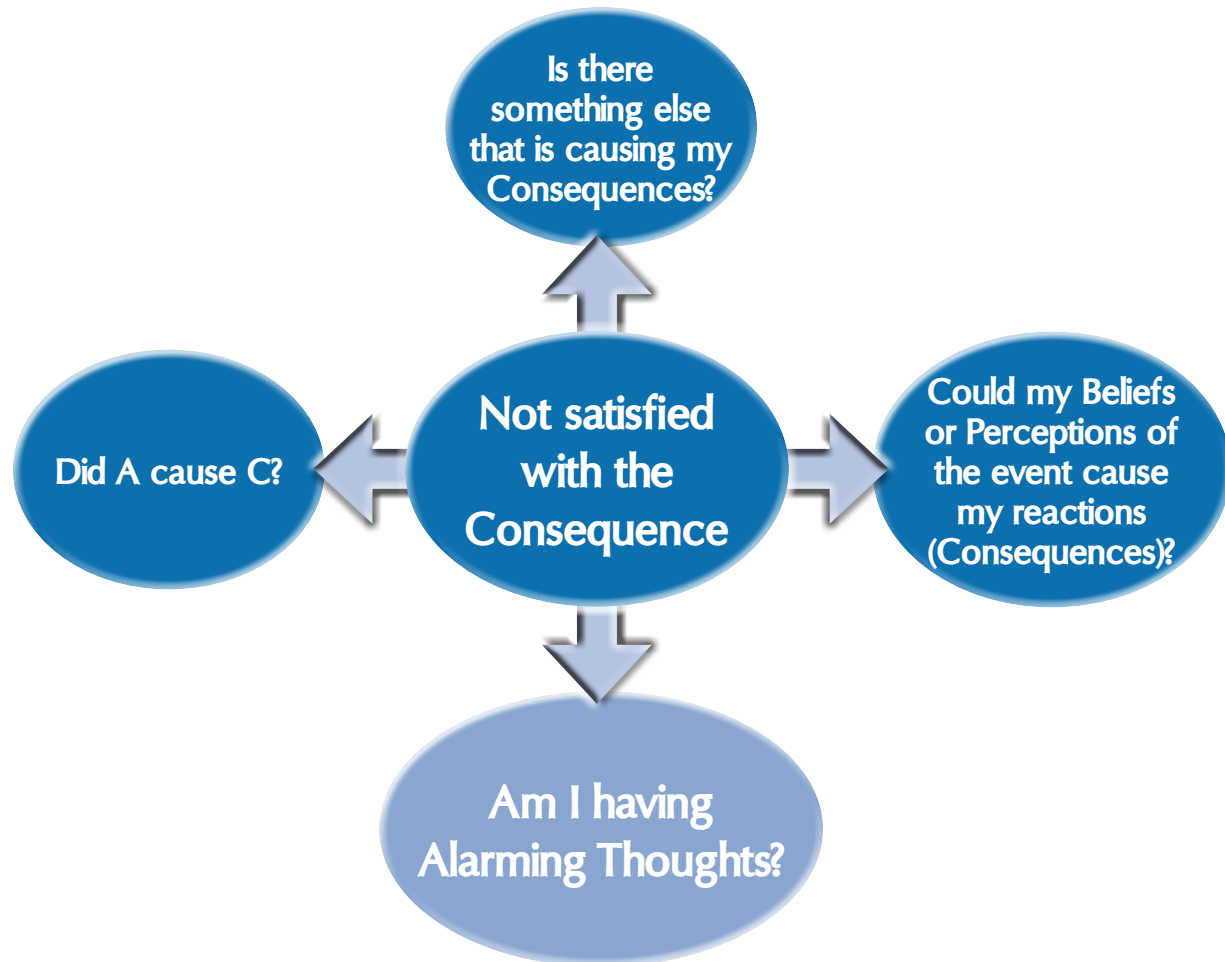 Is there
something else
that is causing my
Consequences?
Did A cause C?
Not satisfied
with the
Consequence
Could my Beliefs
or Perceptions of
the event cause
my reactions
(Consequences)?
Am I having
Alarming Thoughts?